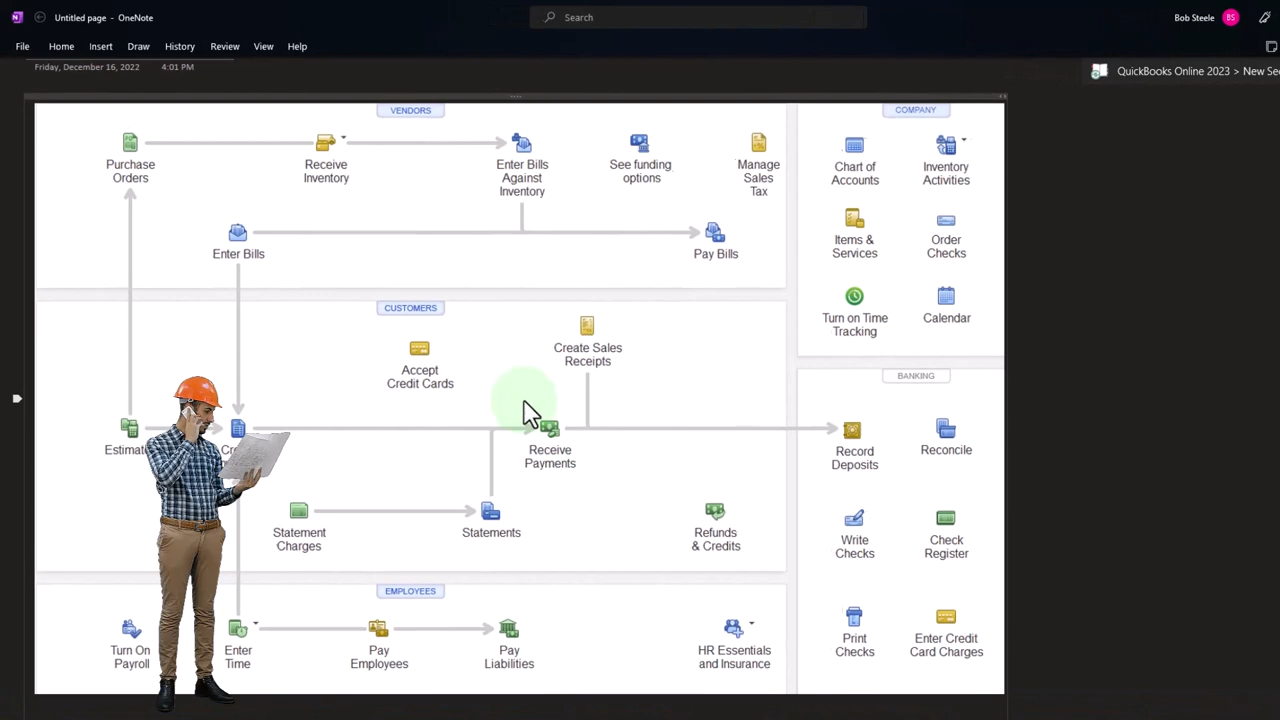 Untitled page - OneNote
Search
Bob Steele
BS
File Home Insert Draw History Review View Help
Friday, December 16, 2022 4:01 PM
QuickBooks Online 2023 > New Se
VENDORS
Purchase
Orders
Receive
Inventory
Enter Bills
Against
Inventory
See funding
options
Manage
Sales
Tax
Enter Bills
Pay Bills
CUSTOMERS
Accept
Credit Cards
Create Sales
Receipts
Receive
Payments
Statement
Charges
Statements
Refunds
& Credits
EMPLOYEES
Turn On
Payroll
Enter
Time
Pay
Employees
Pay
Liabilities
HR Essentials
and Insurance
COMPANY
Chart of
Accounts
Inventory
Activities
Items &
Services
Order
Checks
Turn on Time
Tracking
Calendar
BANKING
Record
Deposits
Reconcile
Write
Checks
Check
Register
Print
Checks
Enter Credit
Card Charges